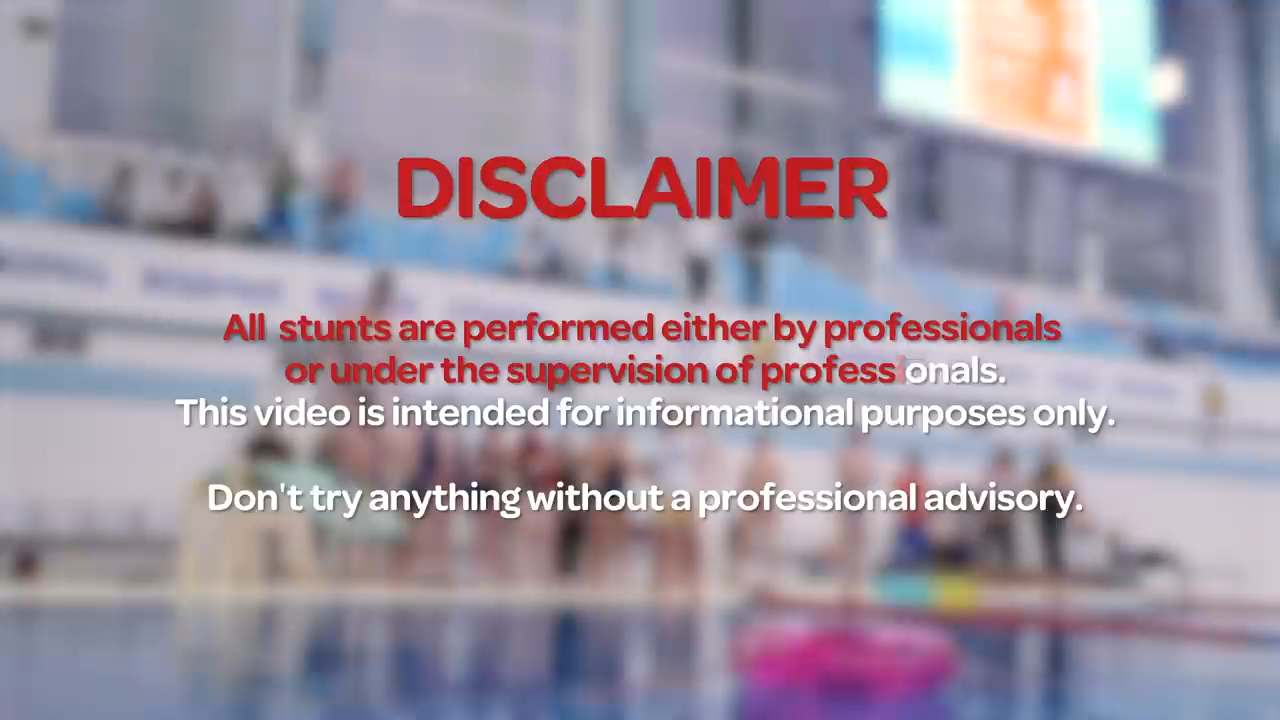 DISCLAIMER
All stunts are performed either by professionals
or under the supervision of professionals.
This video is intended for informational purposes only.
Don't try anything without a professional advisory.